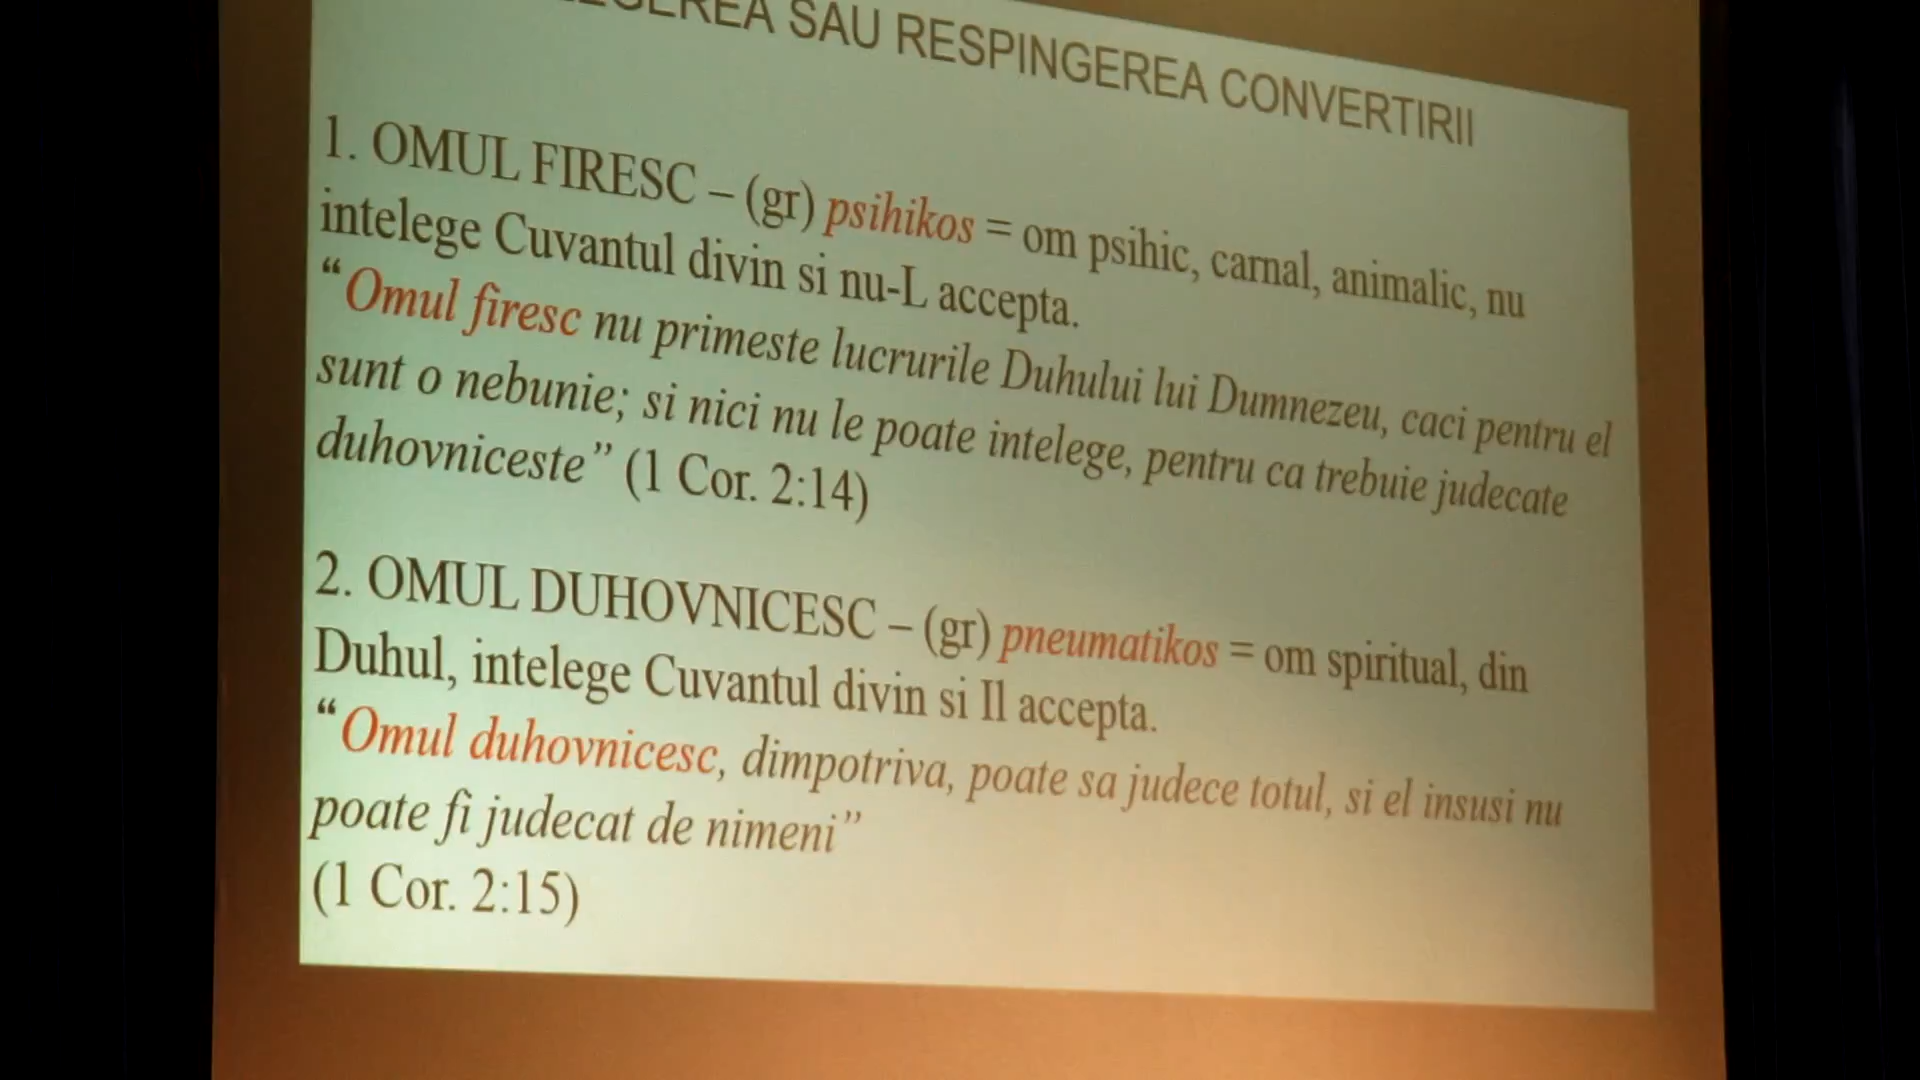 SAU RESPINGEREA CONVERTIRII
1. OMUL FIRESC – (gr) psihikos = om psihic, carnal, animalic, nu
intelege Cuvantul divin si nu-L accepta.
“Omul firesc nu primeste lucrurile Duhului lui Dumnezeu, caci pentru el
sunt o nebunie; si nici nu le poate intelege, pentru ca trebuie judecate
duhovniceste” (1 Cor. 2:14)
2. OMUL DUHOVNICESC – (gr) pneumatikos = om spiritual, din
Duhul, intelege Cuvantul divin si Il accepta.
“Omul duhovnicesc, dimpotriva, poate sa judece totul, si el insusi nu
poate fi judecat de nimeni”
(1 Cor. 2:15)